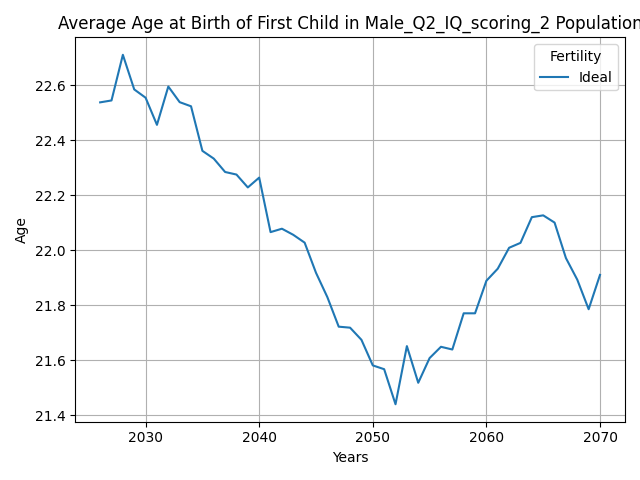 Average Age at Birth of First Child in Male_Q2_IQ_scoring_2 Population
Fertility
Ideal
22.6
22.4
22.2
22.0
21.8
21.6
21.4
Age
2030
2040
2050
2060
2070
Years